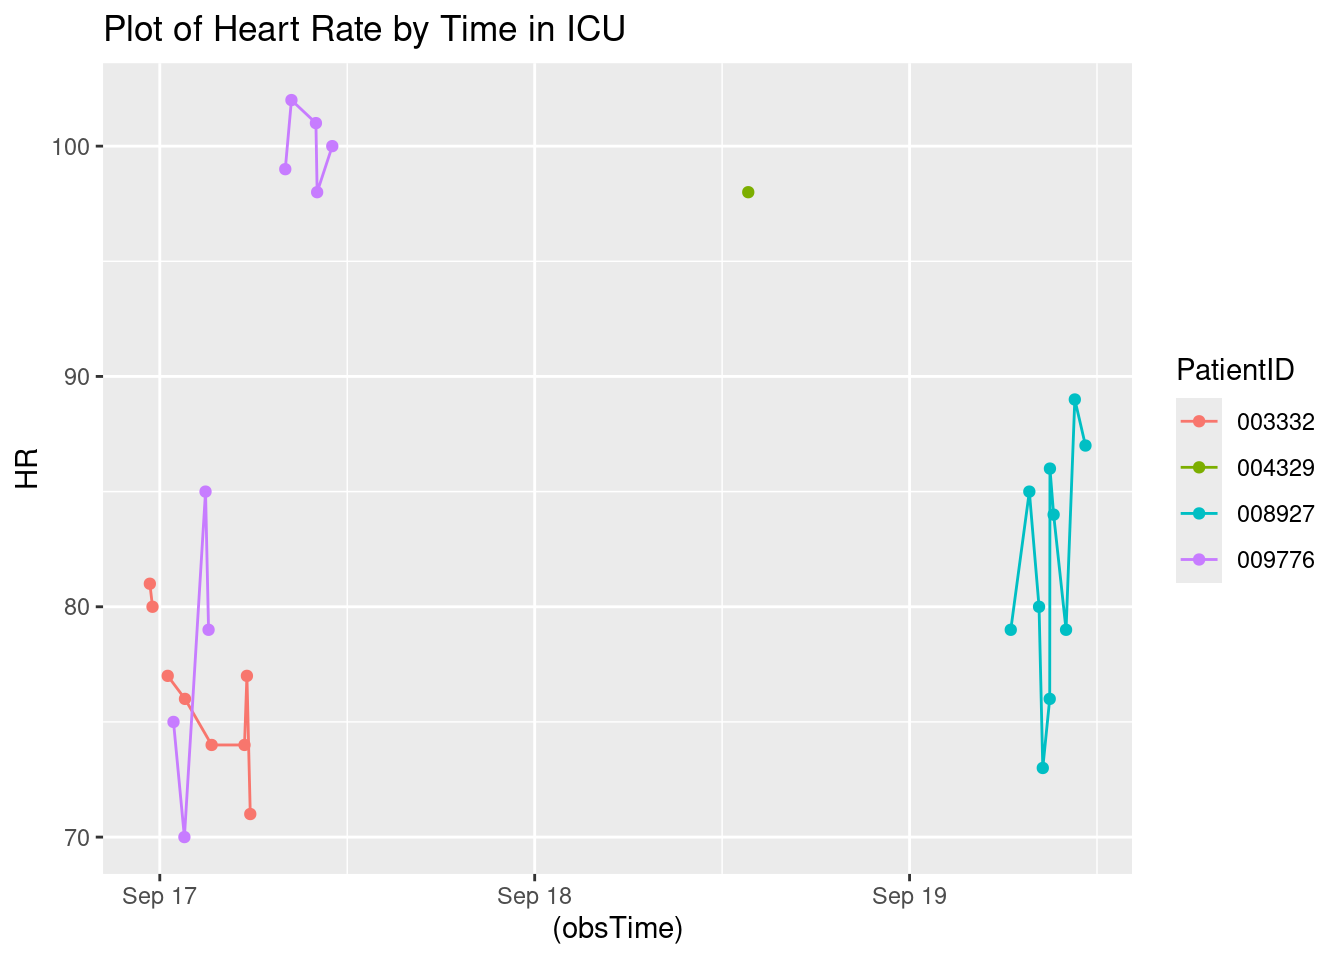 Plot of Heart Rate by Time in ICU
HR
100
90
80
70
Sep 17
Sep 18
Sep 19
(obsTime)
PatientID
003332
004329
008927
009776